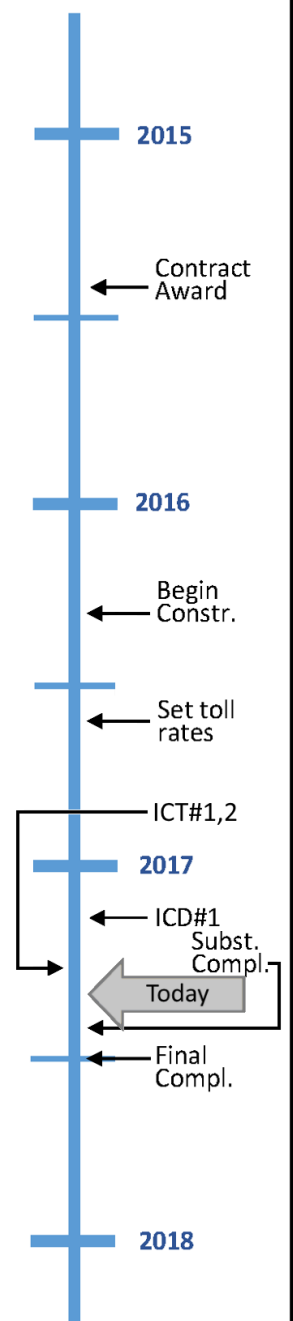 2015
Contract
Award
2016
Begin
Constr.
Set toll
rates
ICT#1,2
2017
ICD#1
Subst.
Compl.
Today
Final
Compl.
2018